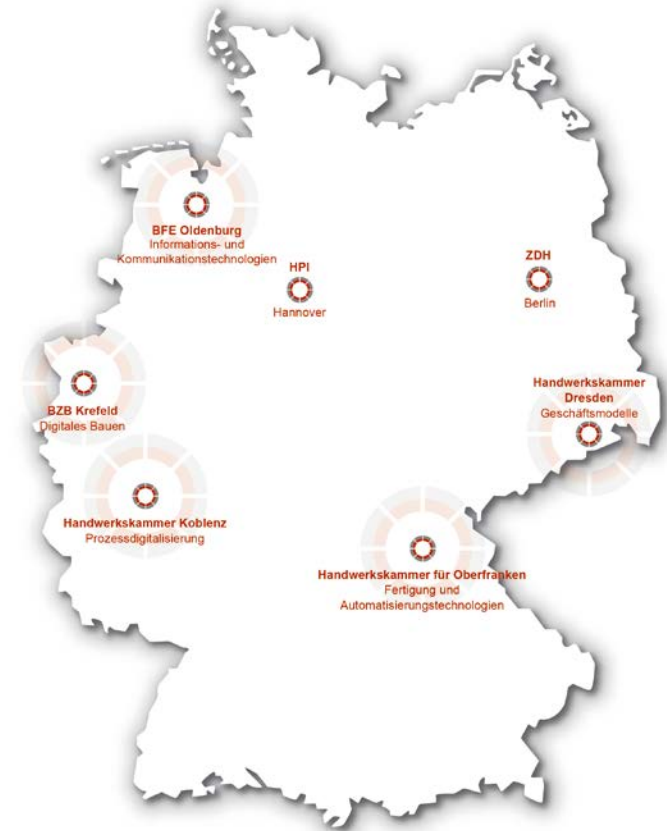 BFE Oldenburg
Informations- und
Kommunikationstechnologien
HPI
Hannover
ZDH
Berlin
BZB Krefeld
Digitales Bauen
Handwerkskammer
Dresden
Geschäftsmodelle
Handwerkskammer Koblenz
Prozessdigitalisierung
Handwerkskammer für Oberfranken
Fertigung und
Automatisierungstechnologien